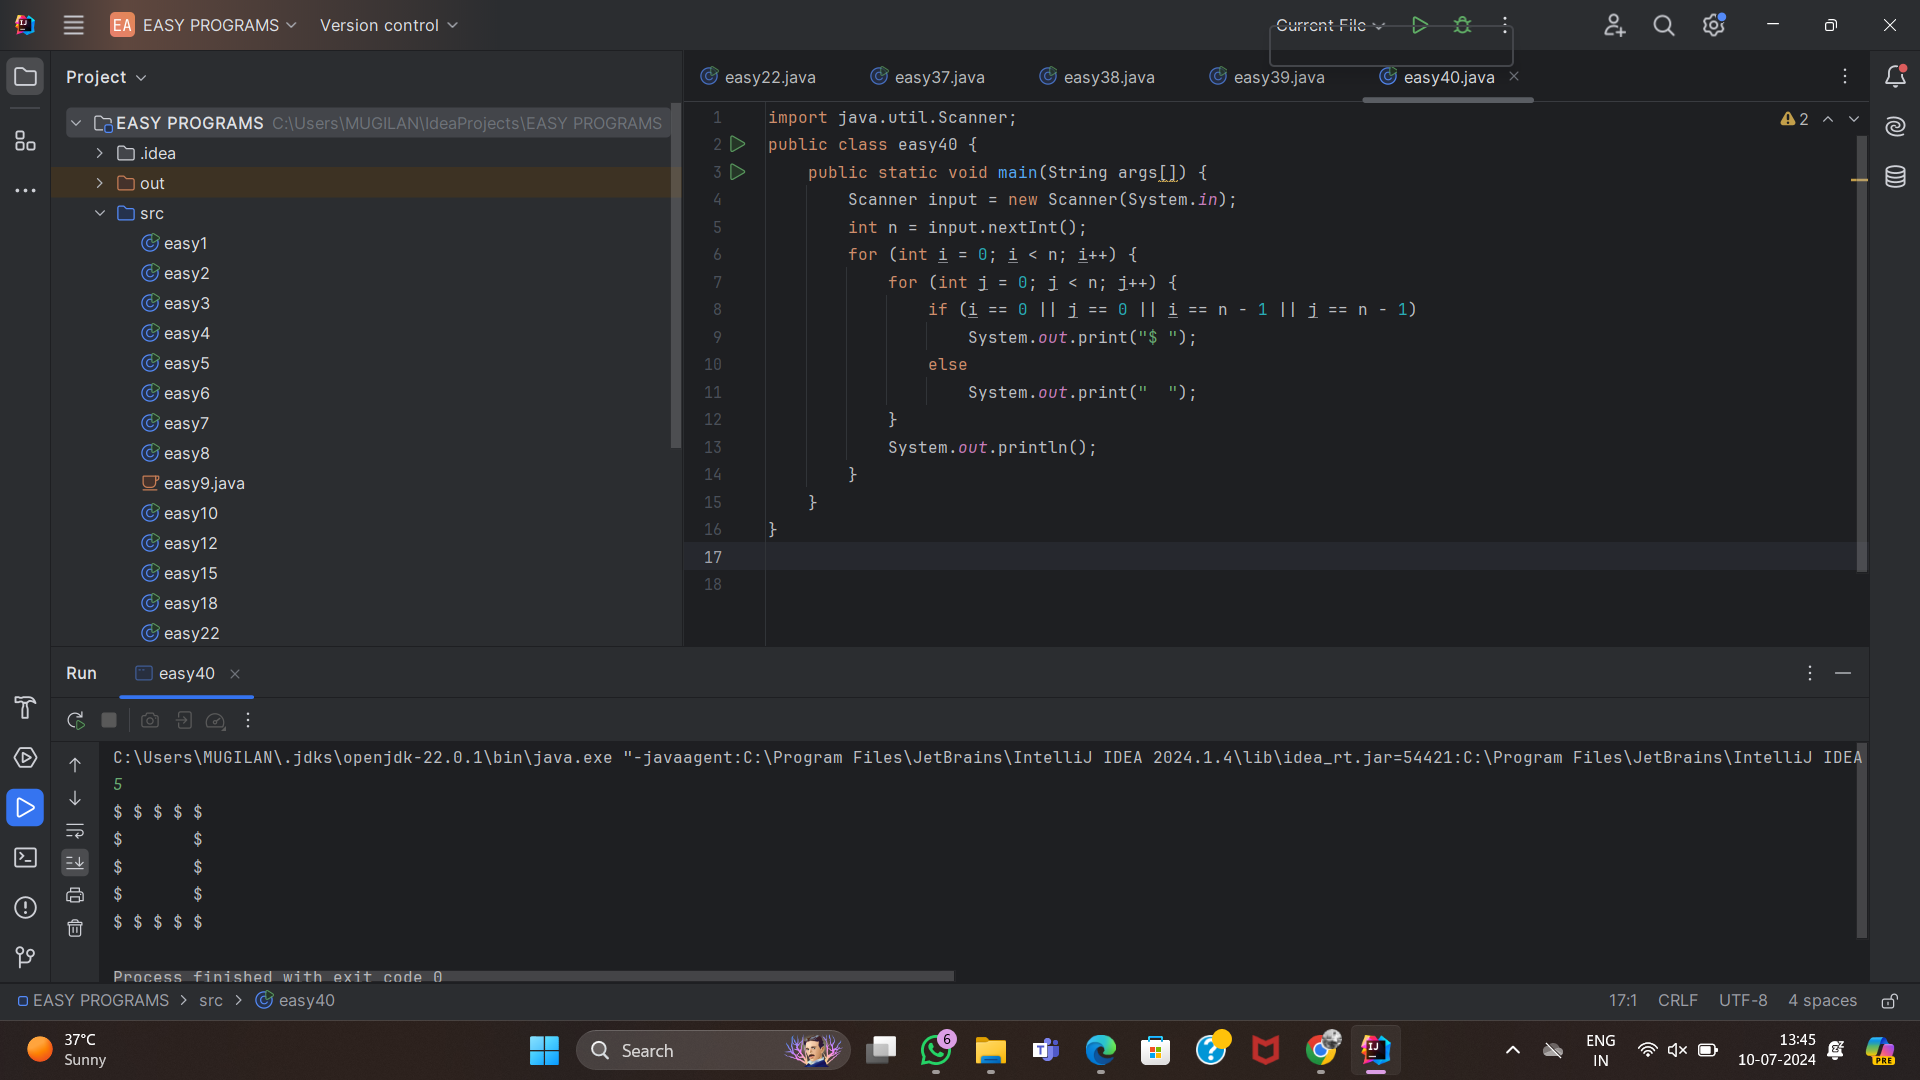 EA EASY PROGRAMS Version control Current File
Project
EASY PROGRAMS C:\Users\MUGILAN\IdeaProjects\EASY PROGRAMS
.idea
out
src
easy1
easy2
easy3
easy4
easy5
easy6
easy7
easy8
easy9.java
easy10
easy12
easy15
easy18
easy22
easy22.java easy37.java easy38.java easy39.java easy40.java
2
1 import java.util.Scanner;
2 public class easy40 {
3 public static void main(String args[]) {
4 Scanner input = new Scanner(System.in);
5 int n = input.nextInt();
6 for (int i = 0; i < n; i++) {
7 for (int j = 0; j < n; j++) {
8 if (i == 0 || j == 0 || i == n - 1 || j == n - 1)
9 System.out.print("$ ");
10 else
11 System.out.print("  ");
12 }
13 System.out.println();
14 }
15 }
16 }
17
18
Run easy40
C:\Users\MUGILAN\.jdks\openjdk-22.0.1\bin\java.exe "-javaagent:C:\Program Files\JetBrains\IntelliJ IDEA 2024.1.4\lib\idea_rt.jar=54421:C:\Program Files\JetBrains\IntelliJ IDEA
5
$ $ $ $ $
$       $
$       $
$       $
$ $ $ $ $
Process finished with exit code 0
EASY PROGRAMS > src > easy40 17:1 CRLF UTF-8 4 spaces
37°C
Sunny
Search
6
ENG
IN
13:45
10-07-2024
PRE